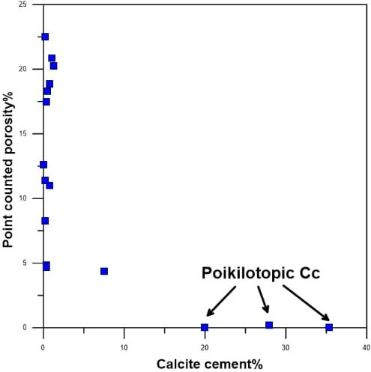 25
20
15
10
5
0
Point counted porosity%
Poikilotopic Cc
0 10 20 30 40
Calcite cement%